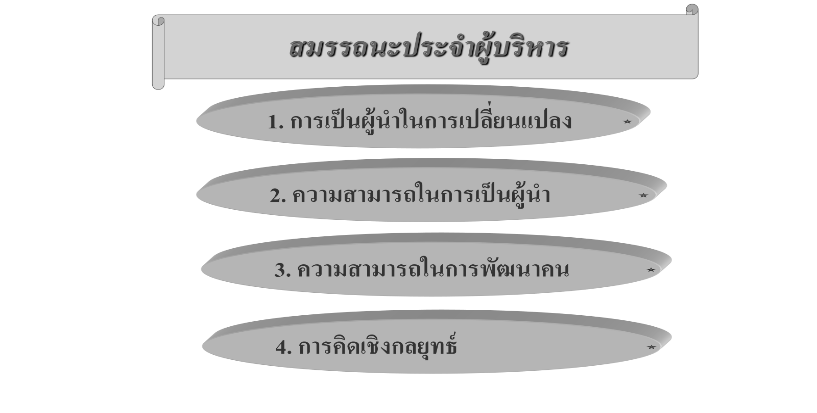 สมรรถนะประจำผู้บริหาร
1. การเป็นผู้นำในการเปลี่ยนแปลง
2. ความสามารถในการเป็นผู้นำ
3. ความสามารถในการพัฒนาคน
4. การคิดเชิงกลยุทธ์